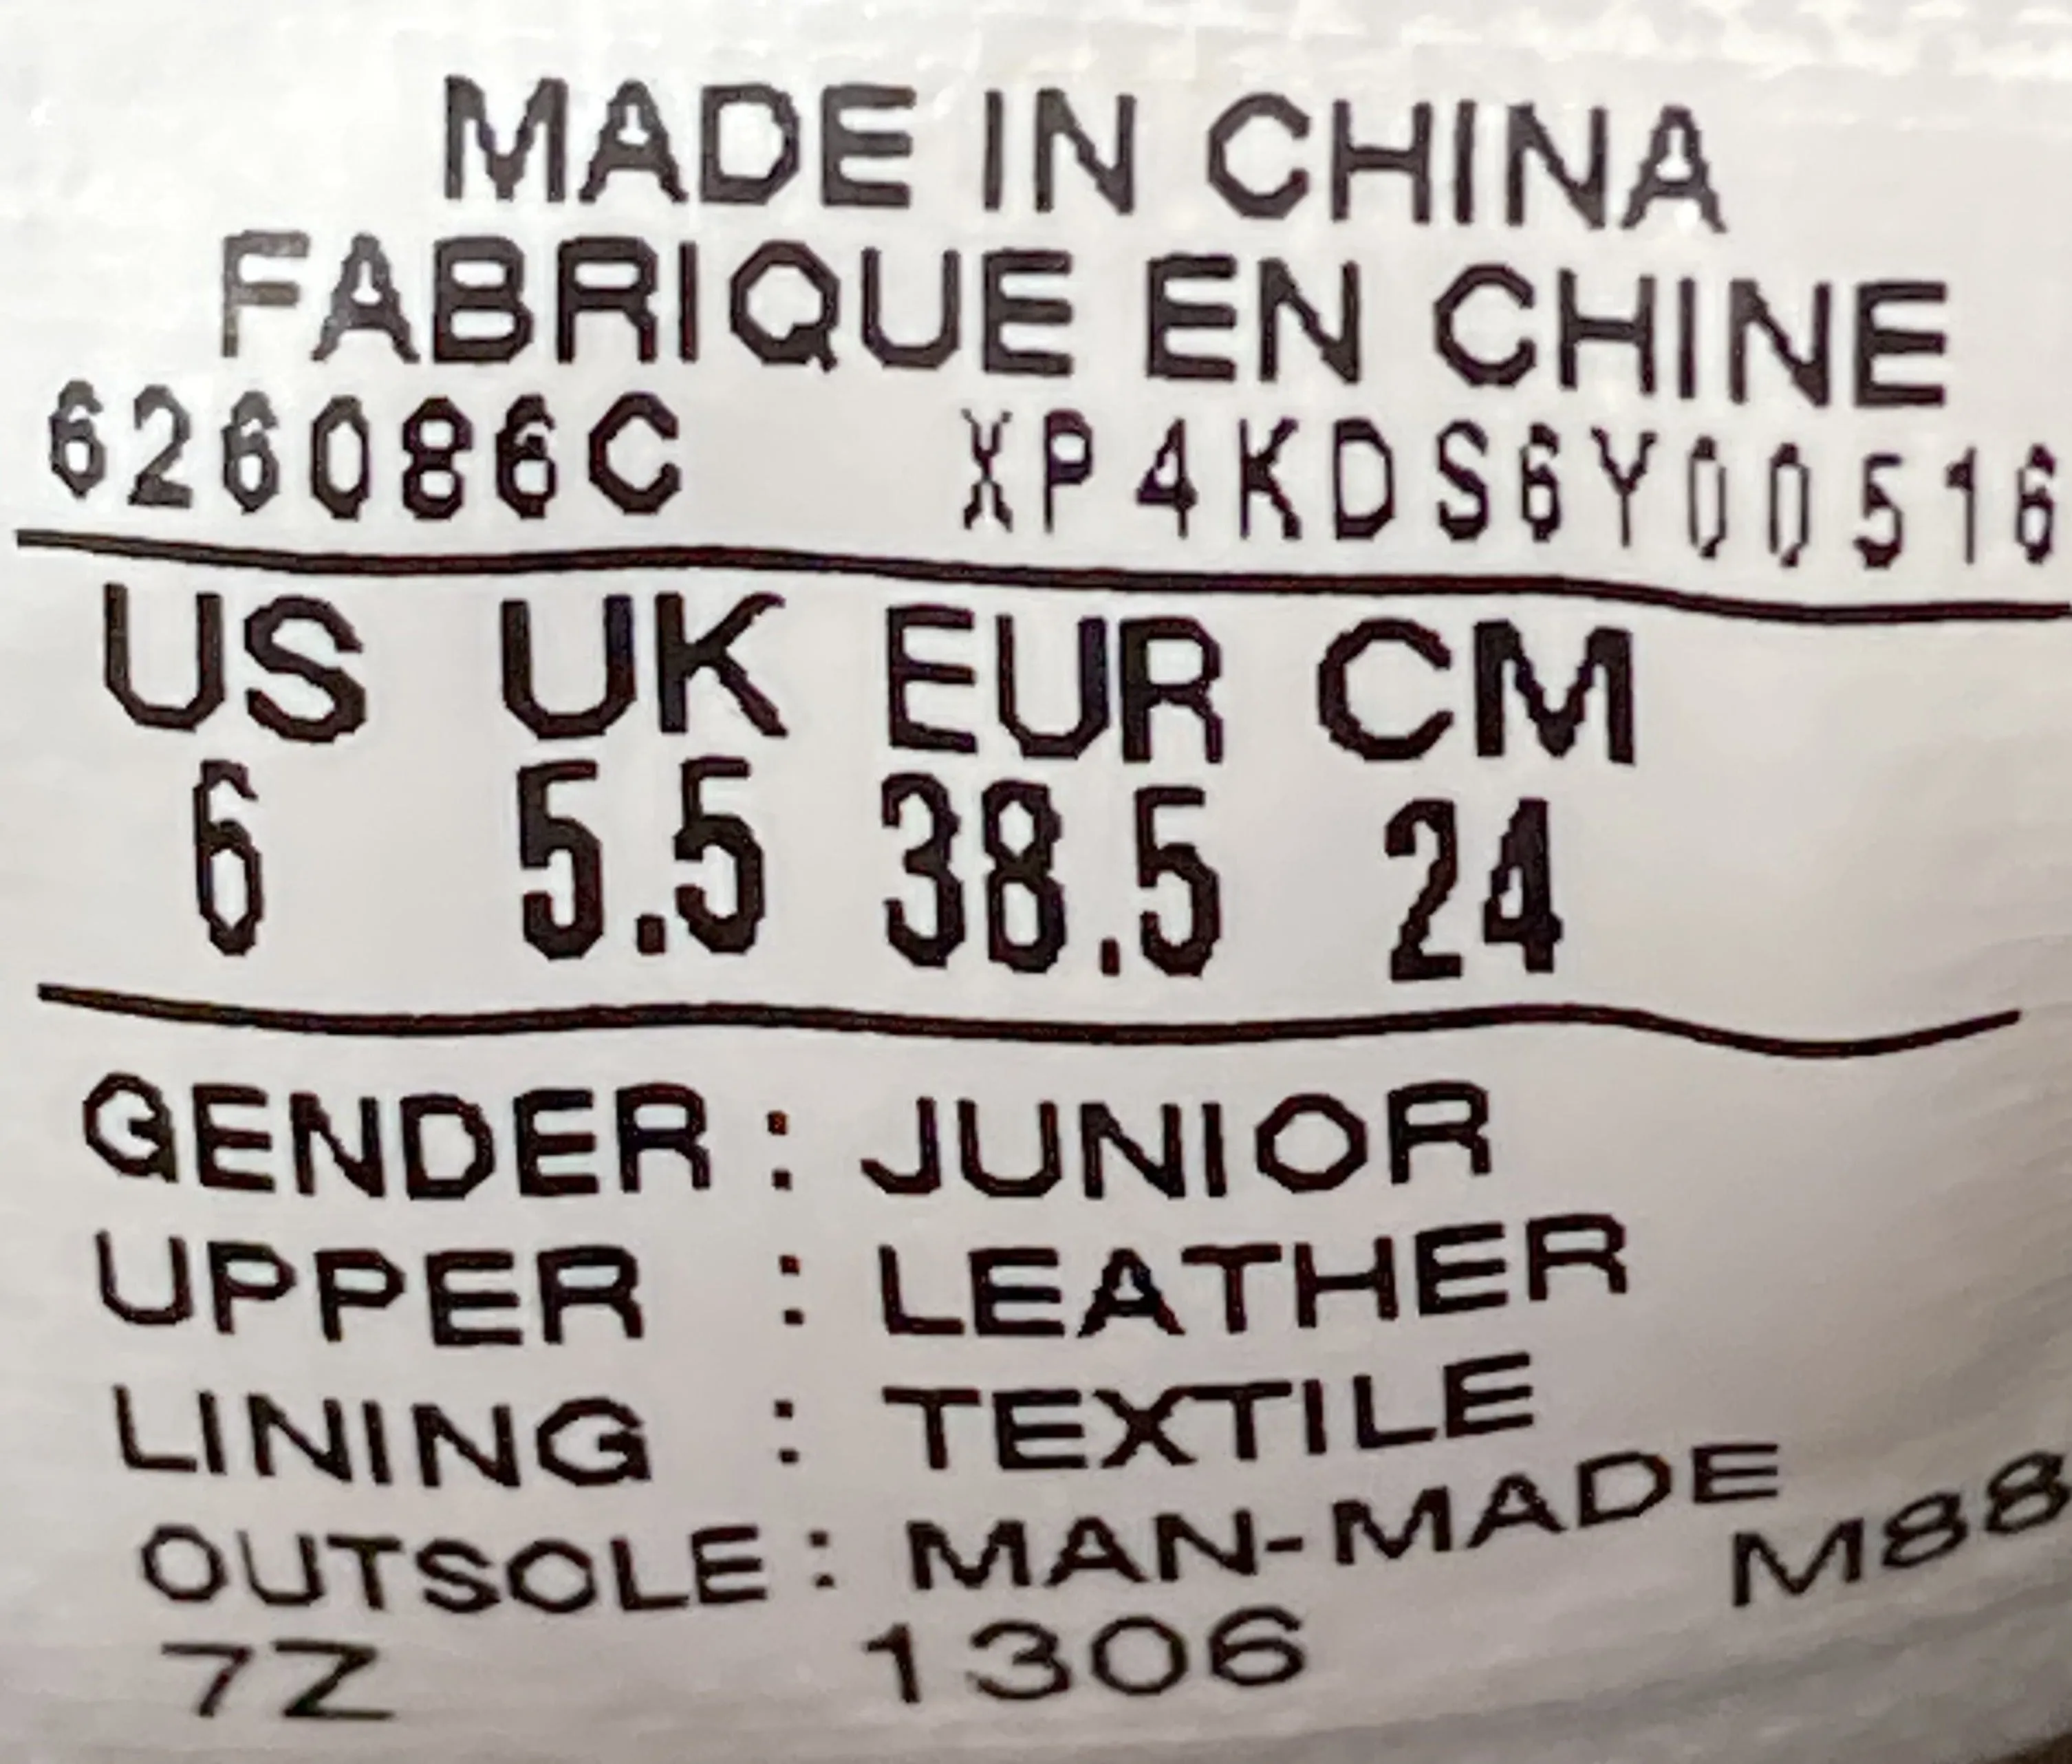 MADE IN CHINA
FABRIQUE EN CHINE
626086C XP4KDS6Y00516
US UK EUR CM
6 5.5 38.5 24
GENDER : JUNIOR
UPPER : LEATHER
LINING : TEXTILE
OUTSOLE : MAN-MADE
7Z 1306 M88